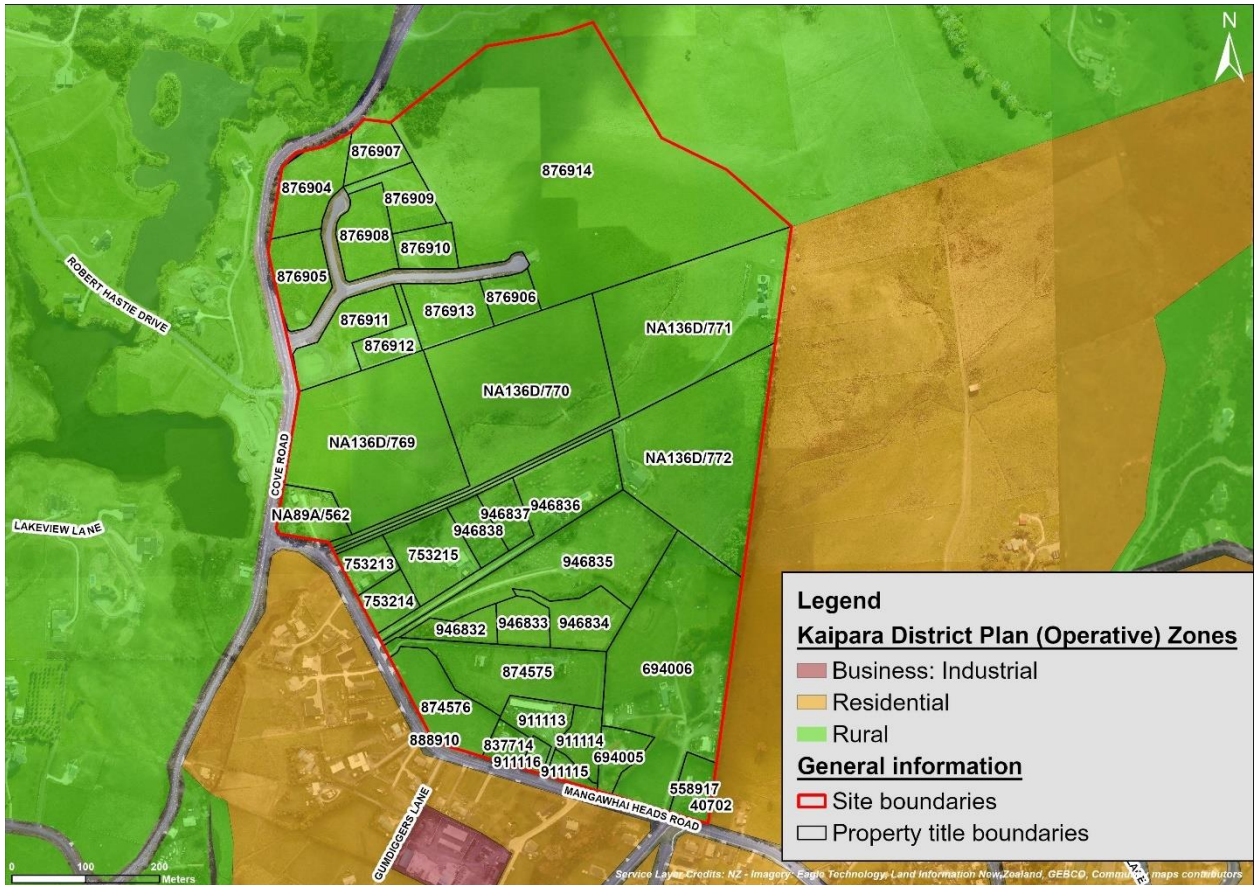 N
876907
876914
876904
876909
876908
876910
876905
ROBERT HASTIE DRIVE
876913
876906
876911
876912
NA136D/771
NA136D/770
NA136D/769
NA136D/772
COVE ROAD
NA89A/562
LAKEVIEW LANE
946836
946837
946838
753215
753213
946835
753214
946832
946833
946834
874575
694006
874576
911113
888910
837714
911114
694005
911116
911115
558917
40702
MANGAWHAI HEADS ROAD
GUMDIGGERS LANE
Legend
Kaipara District Plan (Operative) Zones
Business: Industrial
Residential
Rural
General information
Site boundaries
Property title boundaries
0 100 200
Meters
Service Layer Credits: NZ - Imagery: Eagle Technology, Land Information New Zealand, GEBCO, Community maps contributors